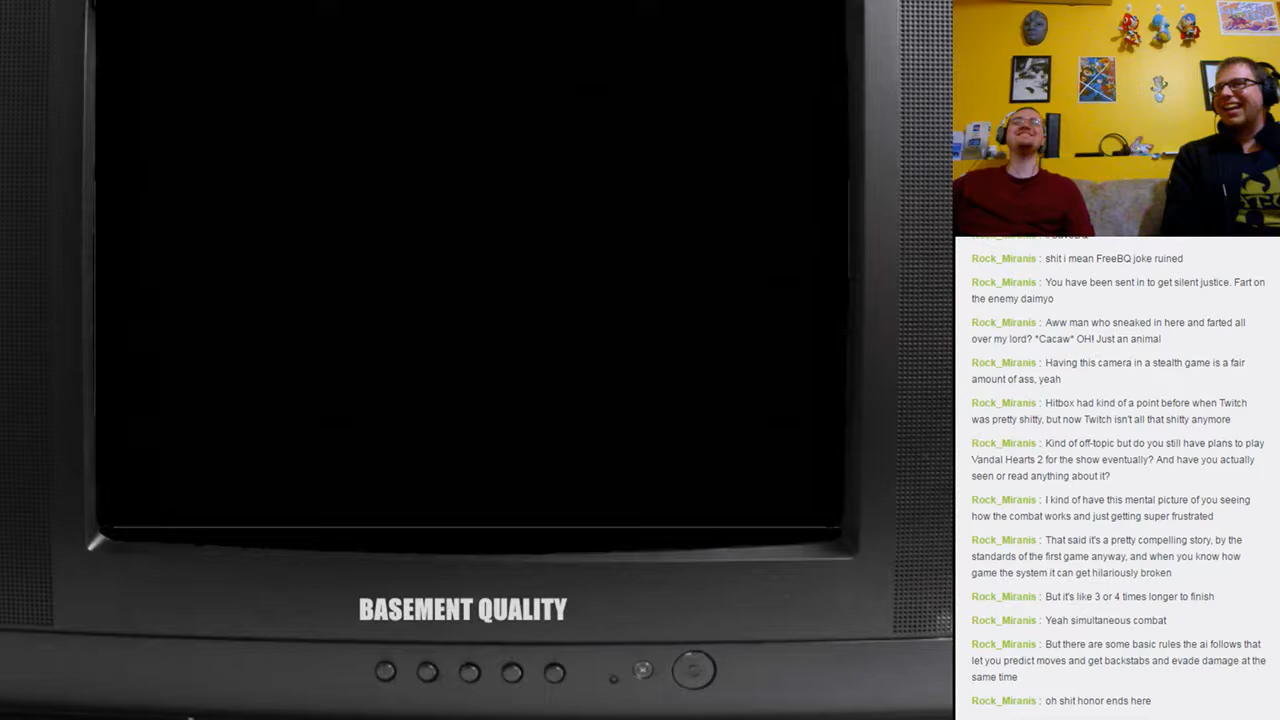 BASEMENT QUALITY
Rock_Miranis : shit i mean FreeBQ joke ruined
Rock_Miranis : You have been sent in to get silent justice. Fart on
the enemy daimyo
Rock_Miranis : Aww man who sneaked in here and farted all
over my lord? *Cacaw* OH! Just an animal
Rock_Miranis : Having this camera in a stealth game is a fair
amount of ass, yeah
Rock_Miranis : Hitbox had kind of a point before when Twitch
was pretty shitty, but now Twitch isn't all that shitty anymore
Rock_Miranis : Kind of off-topic but do you still have plans to play
Vandal Hearts 2 for the show eventually? And have you actually
seen or read anything about it?
Rock_Miranis : I kind of have this mental picture of you seeing
how the combat works and just getting super frustrated
Rock_Miranis : That said it's a pretty compelling story, by the
standards of the first game anyway, and when you know how
game the system it can get hilariously broken
Rock_Miranis : But it's like 3 or 4 times longer to finish
Rock_Miranis : Yeah simultaneous combat
Rock_Miranis : But there are some basic rules the ai follows that
let you predict moves and get backstabs and evade damage at the
same time
Rock_Miranis : oh shit honor ends here